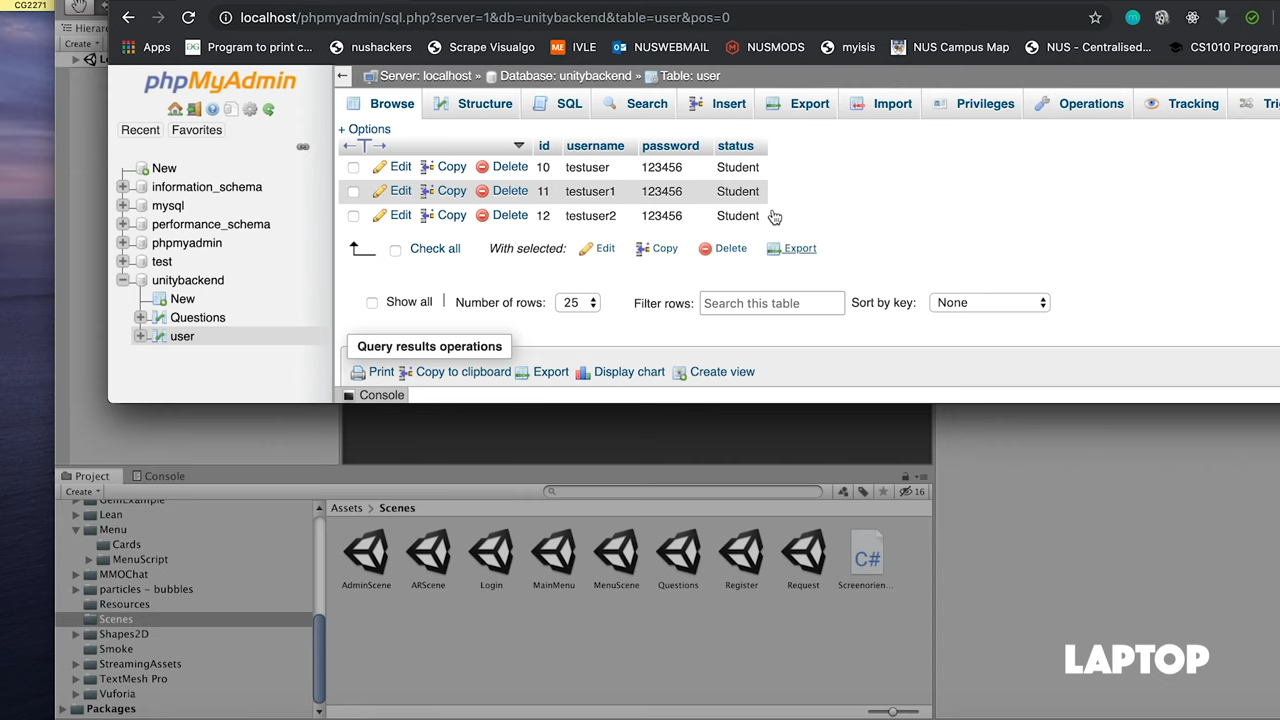 CG2271
Hierarc
Create
Lo
localhost/phpmyadmin/sql.php?server=1&db=unitybackend&table=user&pos=0
Apps
Program to print c...
nushackers
Scrape Visualgo
IVLE
NUSWEBMAIL
NUSMODS
myisis
NUS Campus Map
NUS - Centralised...
CS1010 Program
phpMyAdmin
Recent
Favorites
New
information_schema
mysql
performance_schema
phpmyadmin
test
unitybackend
New
Questions
user
Server: localhost » Database: unitybackend » Table: user
Browse Structure SQL Search Insert Export Import Privileges Operations Tracking Tri
+ Options
id username password status
Edit Copy Delete 10 testuser 123456 Student
Edit Copy Delete 11 testuser1 123456 Student
Edit Copy Delete 12 testuser2 123456 Student
Check all With selected: Edit Copy Delete Export
Show all Number of rows: 25 Filter rows: Search this table Sort by key: None
Query results operations
Print Copy to clipboard Export Display chart Create view
Console
Project Console
Create
16
GemExample
Lean
Menu
Cards
MenuScript
MMOChat
particles - bubbles
Resources
Scenes
Shapes2D
Smoke
StreamingAssets
TextMesh Pro
Vuforia
Packages
Assets > Scenes
C#
AdminScene ARScene Login MainMenu MenuScene Questions Register Request Screenorien...
LAPTOP